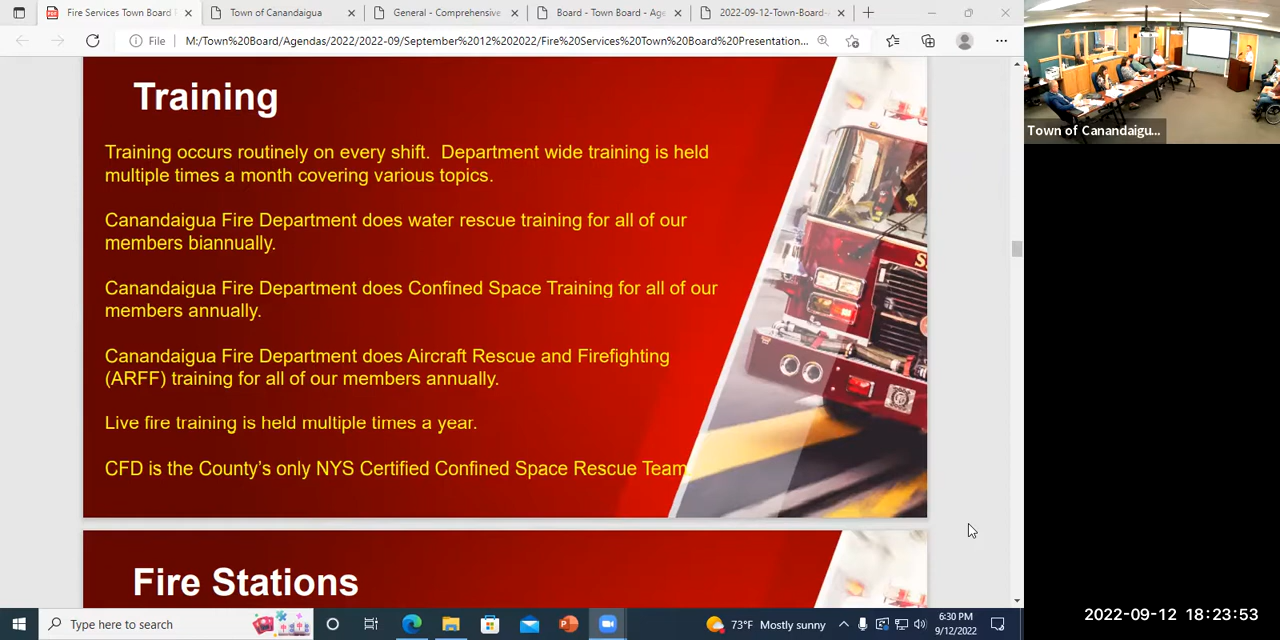 Fire Services Town Board
Town of Canandaigua
General - Comprehensive
Board - Town Board - Age
2022-09-12-Town-Board-
File
M:/Town%20Board/Agendas/2022/2022-09/September%2012%202022/Fire%20Services%20Town%20Board%20Presentation...
Town of Canandaigu...
Training
Training occurs routinely on every shift. Department wide training is held
multiple times a month covering various topics.
Canandaigua Fire Department does water rescue training for all of our
members biannually.
Canandaigua Fire Department does Confined Space Training for all of our
members annually.
Canandaigua Fire Department does Aircraft Rescue and Firefighting
(ARFF) training for all of our members annually.
Live fire training is held multiple times a year.
CFD is the County's only NYS Certified Confined Space Rescue Team
Fire Stations
Type here to search
73°F Mostly sunny
6:30 PM
9/12/2022
2022-09-12 18:23:53